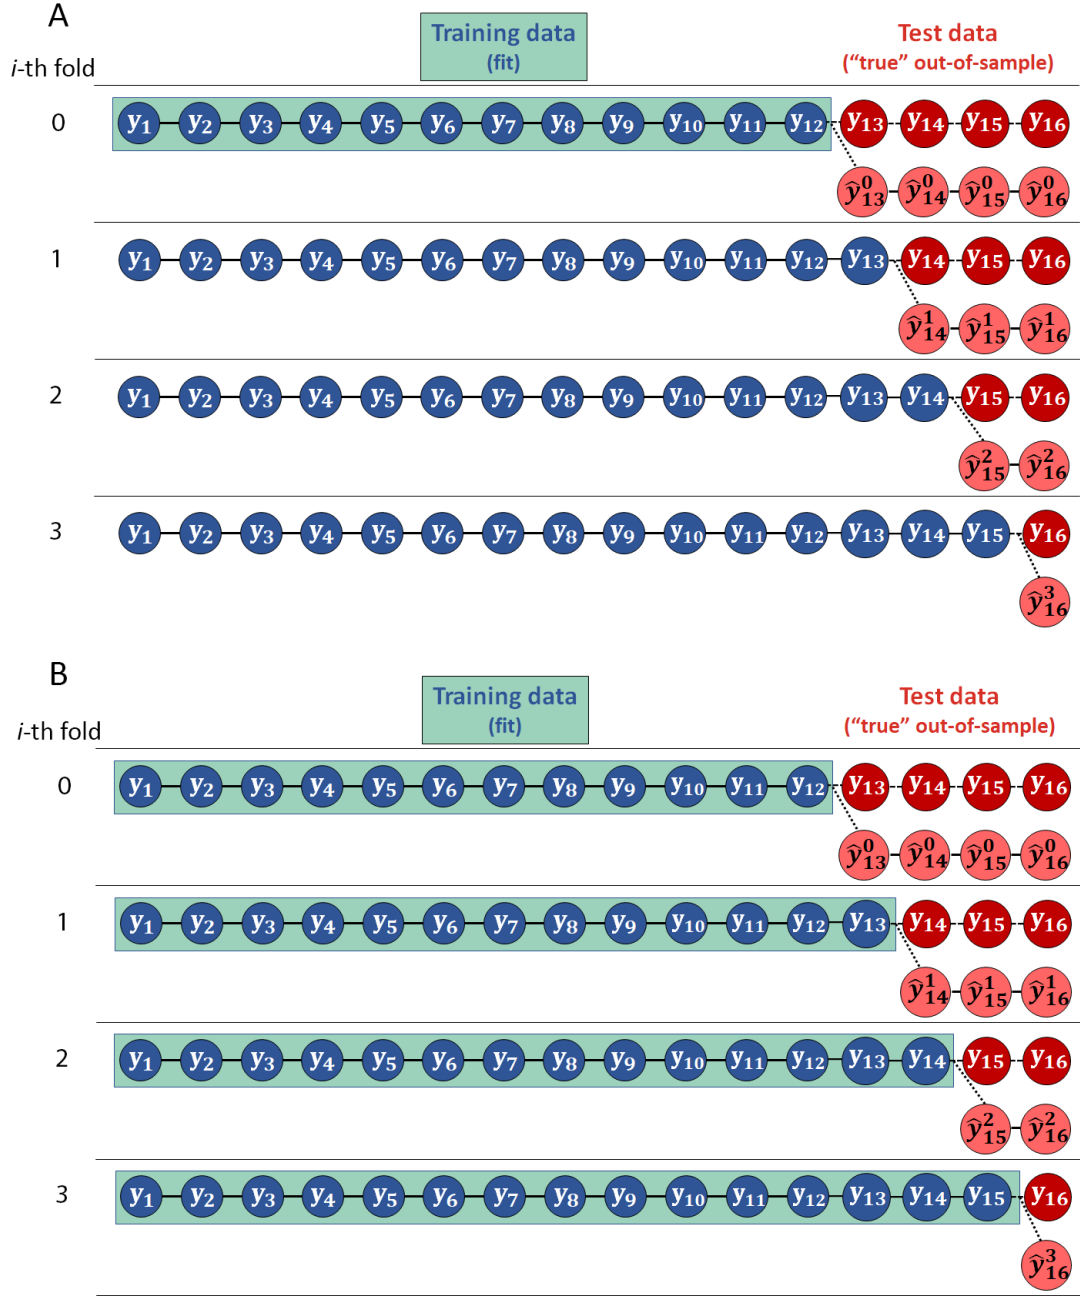 A
Training data
(fit)
Test data
(“true” out-of-sample)
i-th fold
0
y₁ y₂ y₃ y₄ y₅ y₆ y₇ y₈ y₉ y₁₀ y₁₁ y₁₂ y₁₃ y₁₄ y₁₅ y₁₆
ŷ⁰₁₃ ŷ⁰₁₄ ŷ⁰₁₅ ŷ⁰₁₆
1
y₁ y₂ y₃ y₄ y₅ y₆ y₇ y₈ y₉ y₁₀ y₁₁ y₁₂ y₁₃ y₁₄ y₁₅ y₁₆
ŷ¹₁₄ ŷ¹₁₅ ŷ¹₁₆
2
y₁ y₂ y₃ y₄ y₅ y₆ y₇ y₈ y₉ y₁₀ y₁₁ y₁₂ y₁₃ y₁₄ y₁₅ y₁₆
ŷ²₁₅ ŷ²₁₆
3
y₁ y₂ y₃ y₄ y₅ y₆ y₇ y₈ y₉ y₁₀ y₁₁ y₁₂ y₁₃ y₁₄ y₁₅ y₁₆
ŷ³₁₆
B
Training data
(fit)
Test data
(“true” out-of-sample)
i-th fold
0
y₁ y₂ y₃ y₄ y₅ y₆ y₇ y₈ y₉ y₁₀ y₁₁ y₁₂ y₁₃ y₁₄ y₁₅ y₁₆
ŷ⁰₁₃ ŷ⁰₁₄ ŷ⁰₁₅ ŷ⁰₁₆
1
y₁ y₂ y₃ y₄ y₅ y₆ y₇ y₈ y₉ y₁₀ y₁₁ y₁₂ y₁₃ y₁₄ y₁₅ y₁₆
ŷ¹₁₄ ŷ¹₁₅ ŷ¹₁₆
2
y₁ y₂ y₃ y₄ y₅ y₆ y₇ y₈ y₉ y₁₀ y₁₁ y₁₂ y₁₃ y₁₄ y₁₅ y₁₆
ŷ²₁₅ ŷ²₁₆
3
y₁ y₂ y₃ y₄ y₅ y₆ y₇ y₈ y₉ y₁₀ y₁₁ y₁₂ y₁₃ y₁₄ y₁₅ y₁₆
ŷ³₁₆